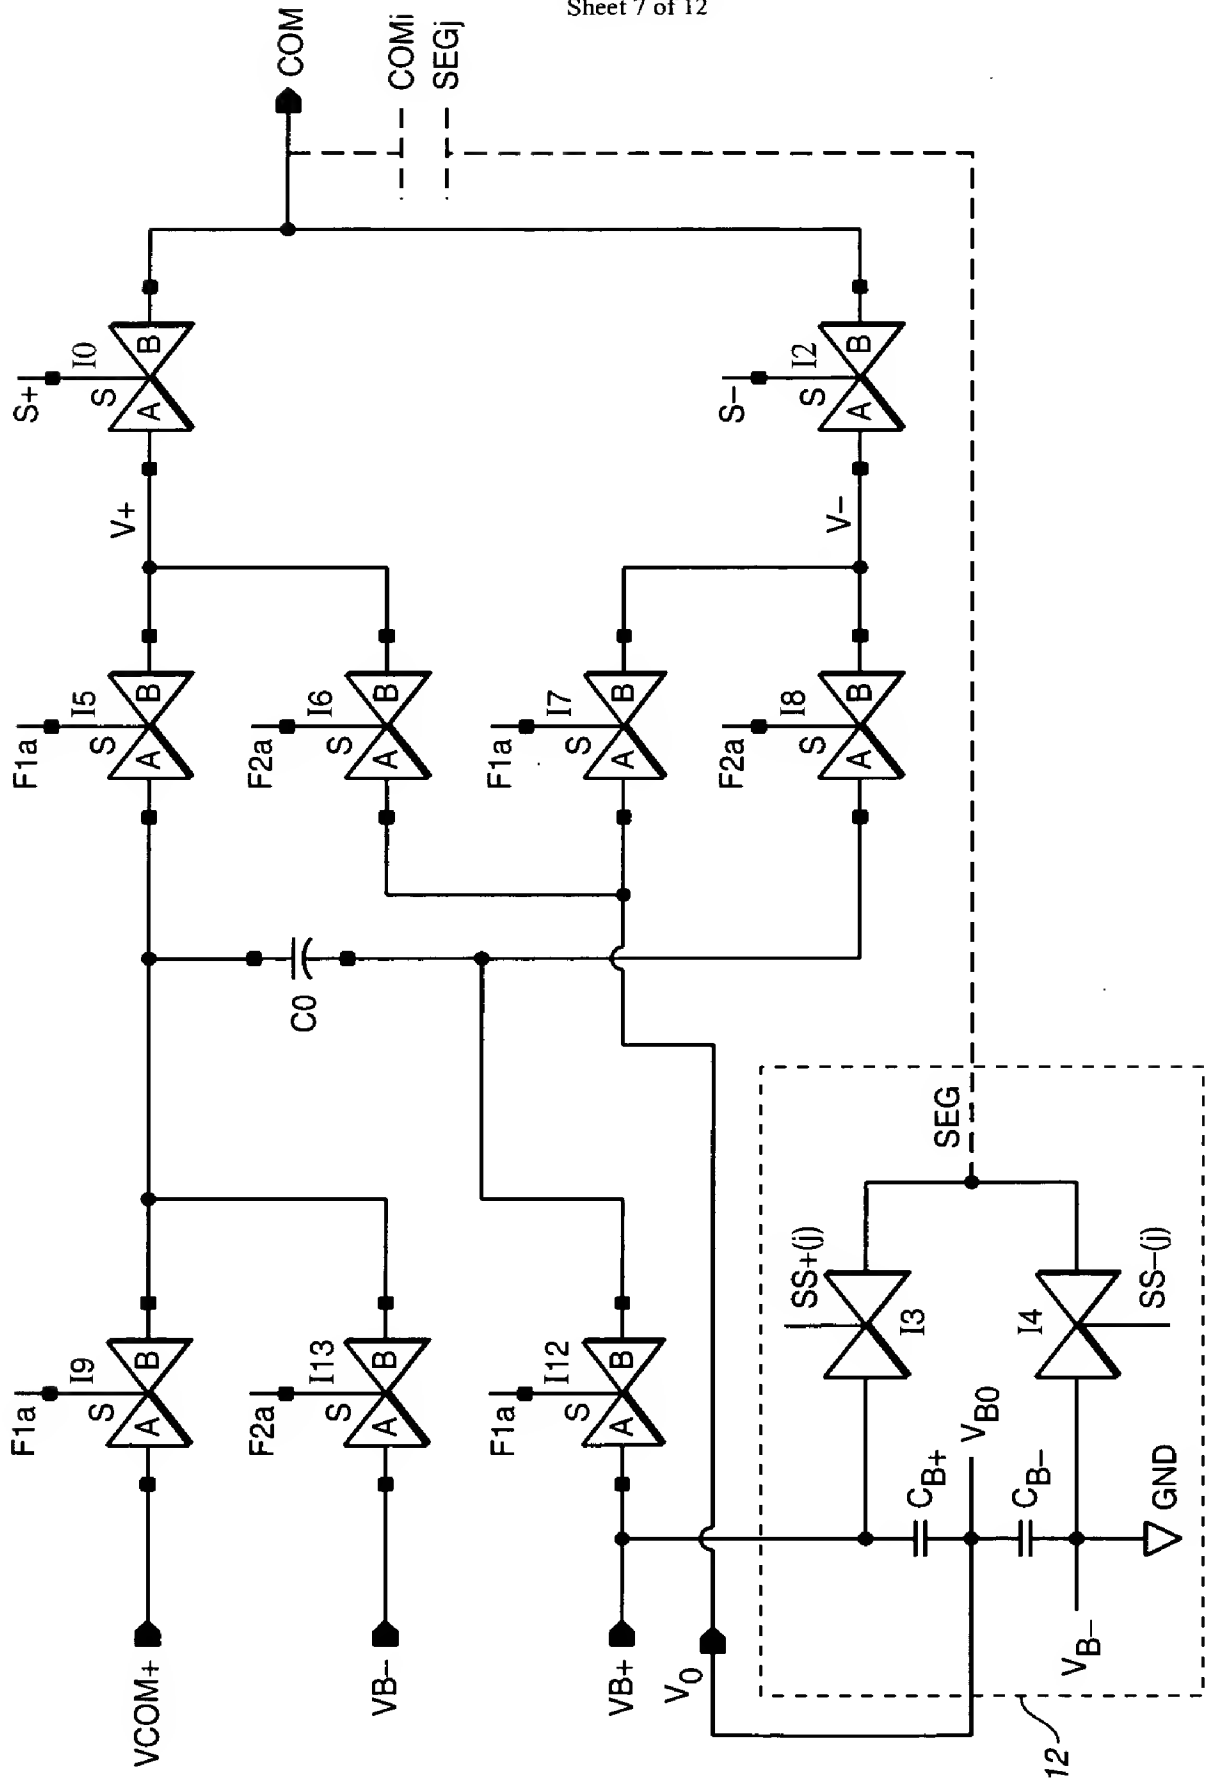 Sheet 7 of 12
COM
COMi
SEGj
S+
I0
S
A
B
S-
I2
S
A
B
V+
V-
F1a
I5
S
A
B
F2a
I6
S
A
B
F1a
I7
S
A
B
F2a
I8
S
A
B
C0
F1a
I9
S
A
B
F2a
I13
S
A
B
F1a
I12
S
A
B
VCOM+
VB-
VB+
V0
SEG
SS+(j)
I3
I4
SS-(j)
VB0
CB+
CB-
GND
VB-
12